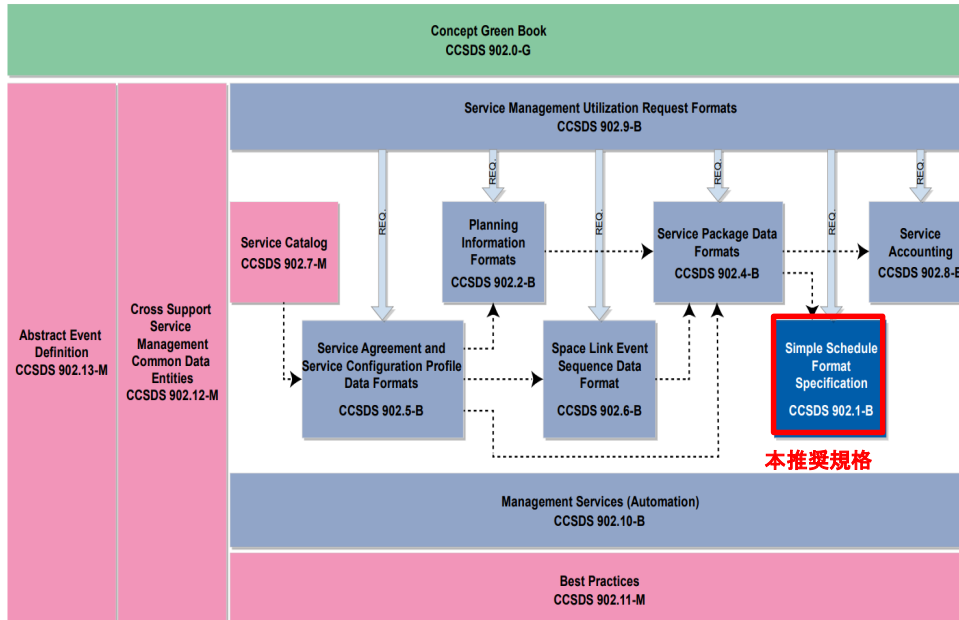 Concept Green Book
CCSDS 902.0-G
Service Management Utilization Request Formats
CCSDS 902.9-B
REQ.
REQ.
REQ.
REQ.
REQ.
REQ.
Abstract Event
Definition
CCSDS 902.13-M
Cross Support
Service
Management
Common Data
Entities
CCSDS 902.12-M
Service Catalog
CCSDS 902.7-M
Planning
Information
Formats
CCSDS 902.2-B
Service Package Data
Formats
CCSDS 902.4-B
Service
Accounting
CCSDS 902.8-B
Service Agreement and
Service Configuration Profile
Data Formats
CCSDS 902.5-B
Space Link Event
Sequence Data
Format
CCSDS 902.6-B
Simple Schedule
Format
Specification
CCSDS 902.1-B
本推奨規格
Management Services (Automation)
CCSDS 902.10-B
Best Practices
CCSDS 902.11-M